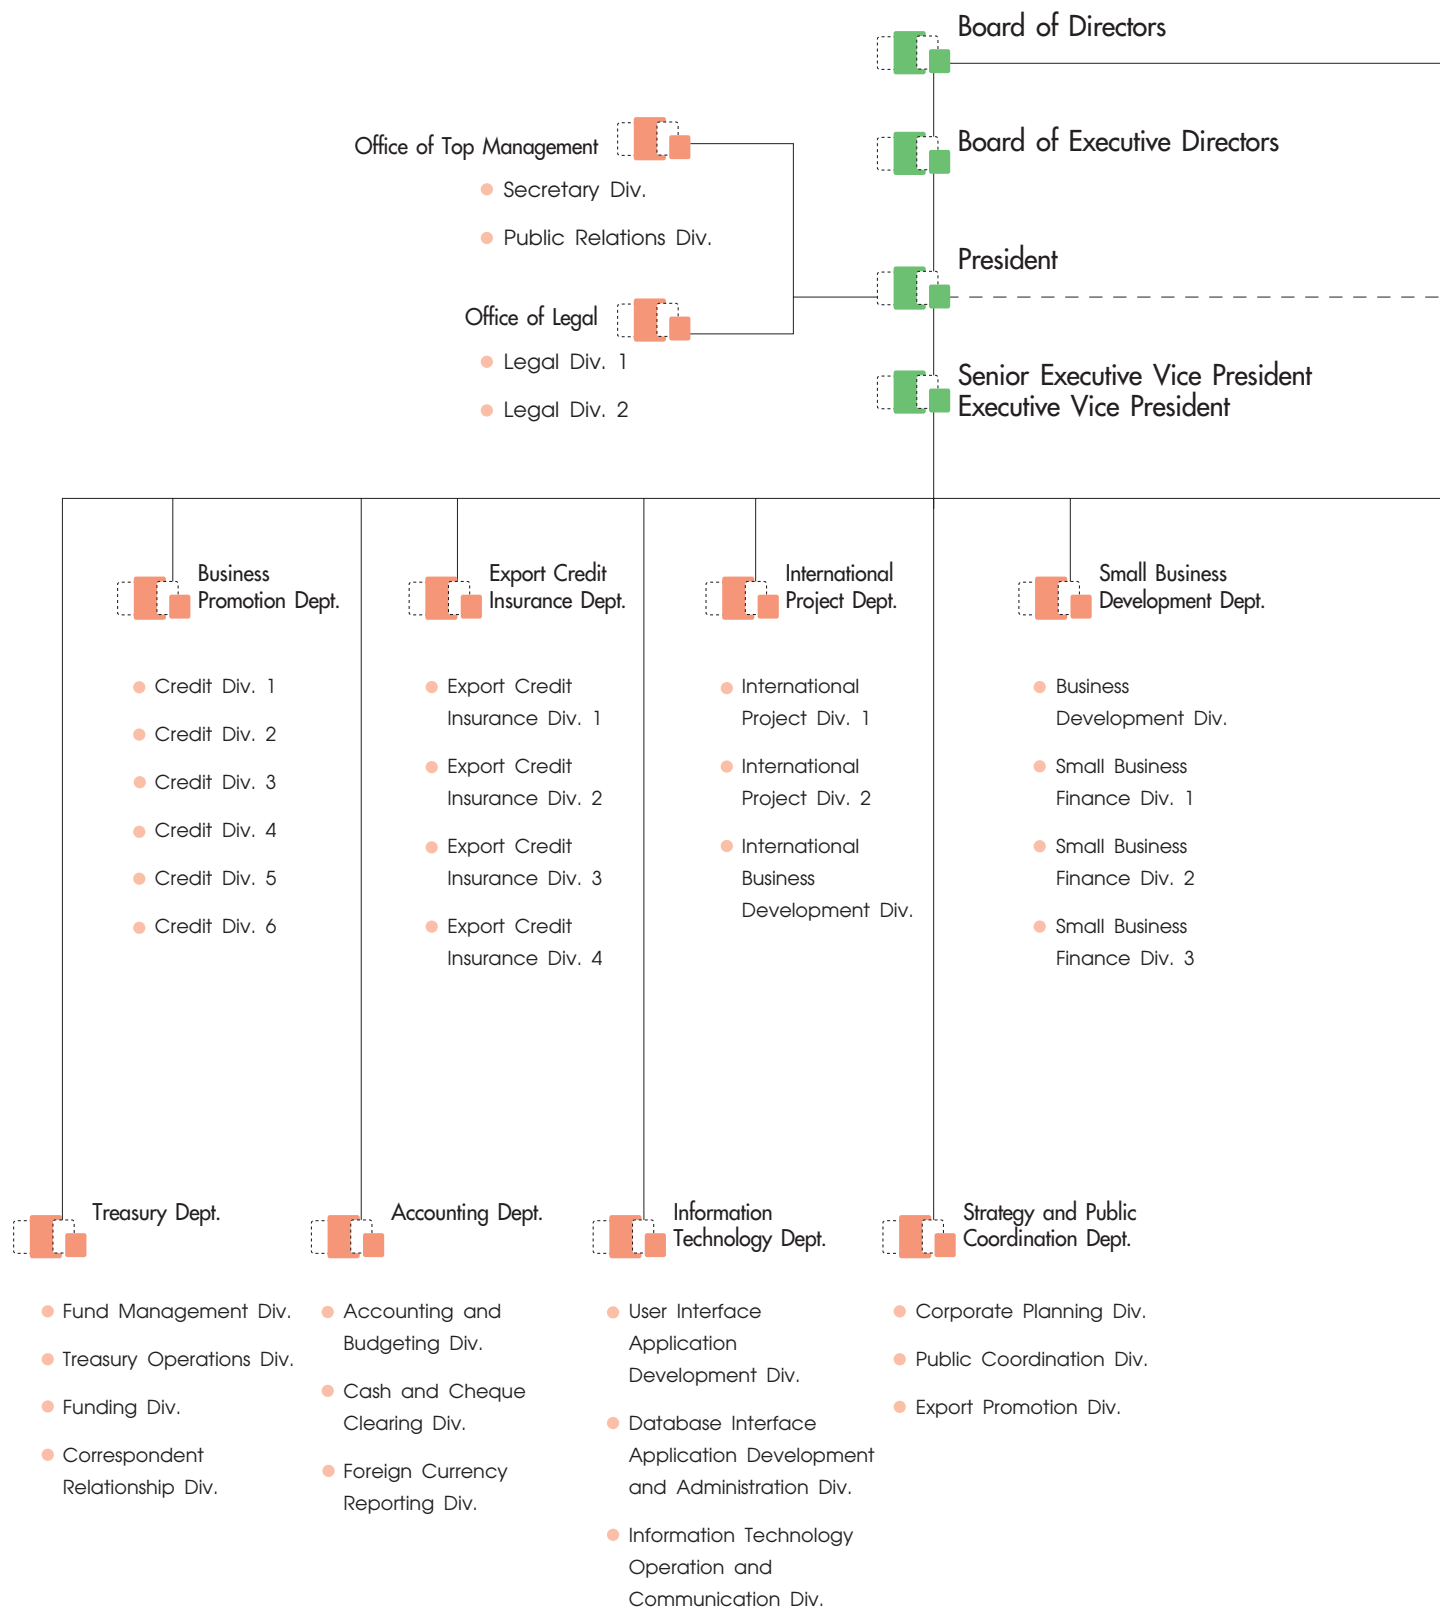 Board of Directors
Board of Executive Directors
Office of Top Management
Secretary Div.
Public Relations Div.
President
Office of Legal
Legal Div. 1
Legal Div. 2
Senior Executive Vice President
Executive Vice President
Business
Promotion Dept.
Credit Div. 1
Credit Div. 2
Credit Div. 3
Credit Div. 4
Credit Div. 5
Credit Div. 6
Export Credit
Insurance Dept.
Export Credit
Insurance Div. 1
Export Credit
Insurance Div. 2
Export Credit
Insurance Div. 3
Export Credit
Insurance Div. 4
International
Project Dept.
International
Project Div. 1
International
Project Div. 2
International
Business
Development Div.
Small Business
Development Dept.
Business
Development Div.
Small Business
Finance Div. 1
Small Business
Finance Div. 2
Small Business
Finance Div. 3
Treasury Dept.
Fund Management Div.
Treasury Operations Div.
Funding Div.
Correspondent
Relationship Div.
Accounting Dept.
Accounting and
Budgeting Div.
Cash and Cheque
Clearing Div.
Foreign Currency
Reporting Div.
Information
Technology Dept.
User Interface
Application
Development Div.
Database Interface
Application Development
and Administration Div.
Information Technology
Operation and
Communication Div.
Strategy and Public
Coordination Dept.
Corporate Planning Div.
Public Coordination Div.
Export Promotion Div.